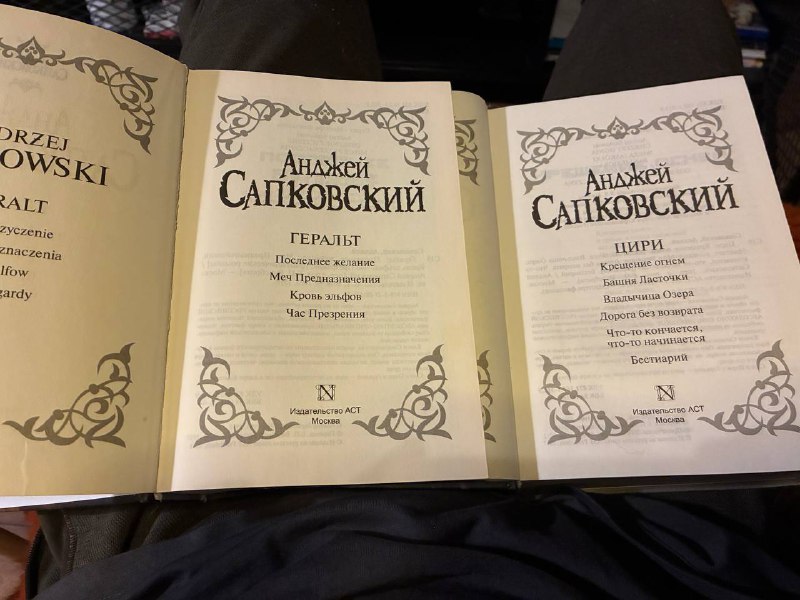 DRZEJ
OWSKI
RALT
zyczenie
znaczenia
lfow
gardy
Анджей
Сапковский
ГЕРАЛЬТ
Последнее желание
Меч Предназначения
Кровь эльфов
Час Презрения
N
Издательство АСТ
Москва
Анджей
Сапковский
ЦИРИ
Крещение огнем
Башня Ласточки
Владычица Озера
Дорога без возврата
Что-то кончается,
что-то начинается
Бестиарий
N
Издательство АСТ
Москва